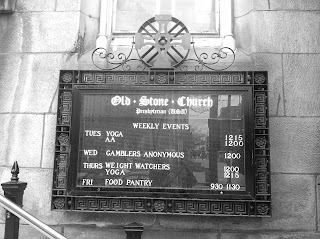 Old · Stone · Church
Presbyterian (USA)
WEEKLY EVENTS
TUES YOGA 1215
AA 1200
WED GAMBLERS ANONYMOUS 1200
THURS WEIGHT WATCHERS 1200
YOGA 1215
FRI FOOD PANTRY 930 1130